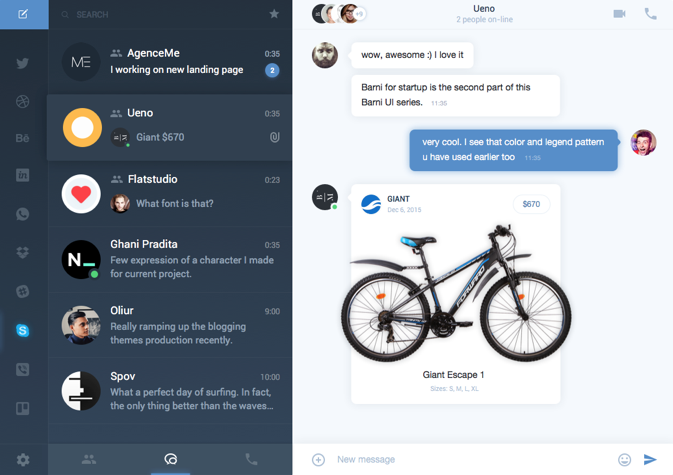 SEARCH
AgenceMe
0:35
I working on new landing page
2
Ueno
0:35
Giant $670
Flatstudio
0:23
What font is that?
Ghani Pradita
0:35
Few expression of a character I made
for current project.
Oliur
9:00
Really ramping up the blogging
themes production recently.
Spov
10:00
What a perfect day of surfing. In fact,
the only thing better than the waves...
+9
Ueno
2 people on-line
wow, awesome :) I love it
Barni for startup is the second part of this
Barni UI series. 11:35
very cool. I see that color and legend pattern
u have used earlier too 11:35
GIANT
Dec 6, 2015
$670
FORWARD
Giant Escape 1
Sizes: S, M, L, XL
New message